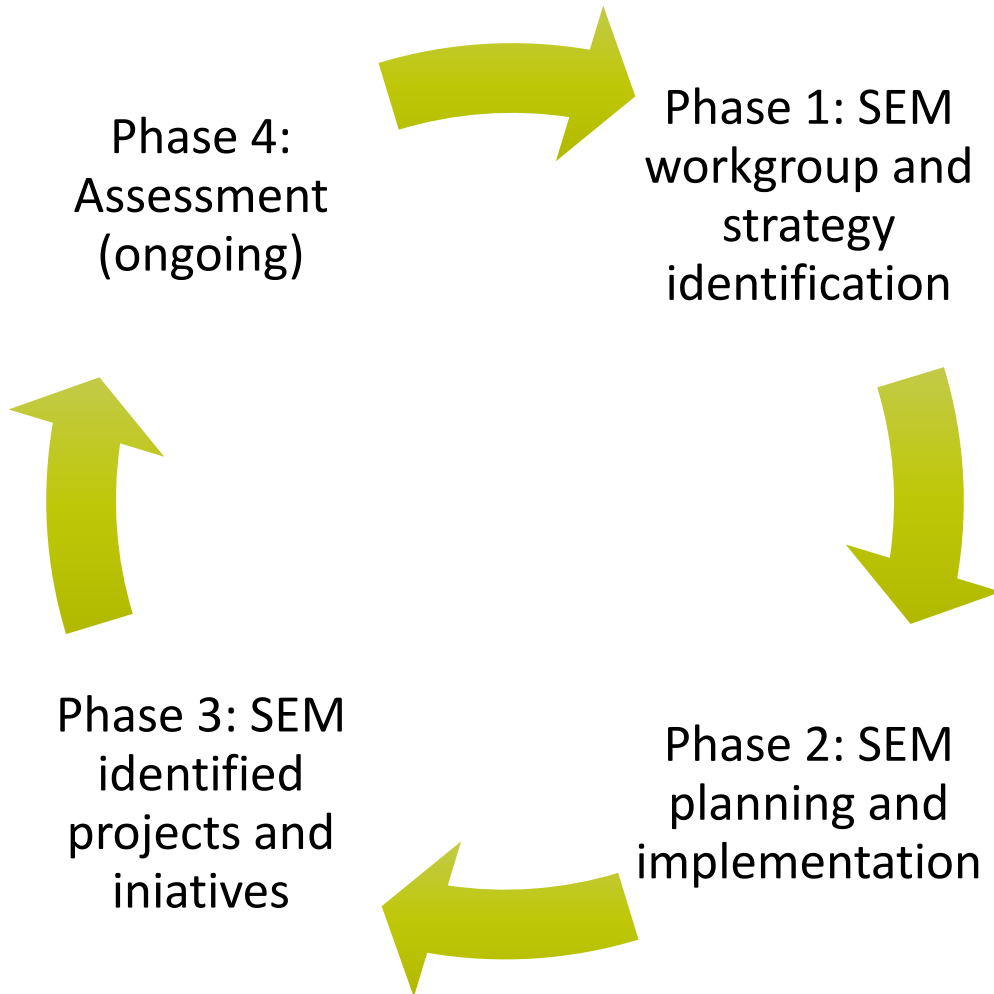 Phase 1: SEM
workgroup and
strategy
identification
Phase 2: SEM
planning and
implementation
Phase 3: SEM
identified
projects and
iniatives
Phase 4:
Assessment
(ongoing)